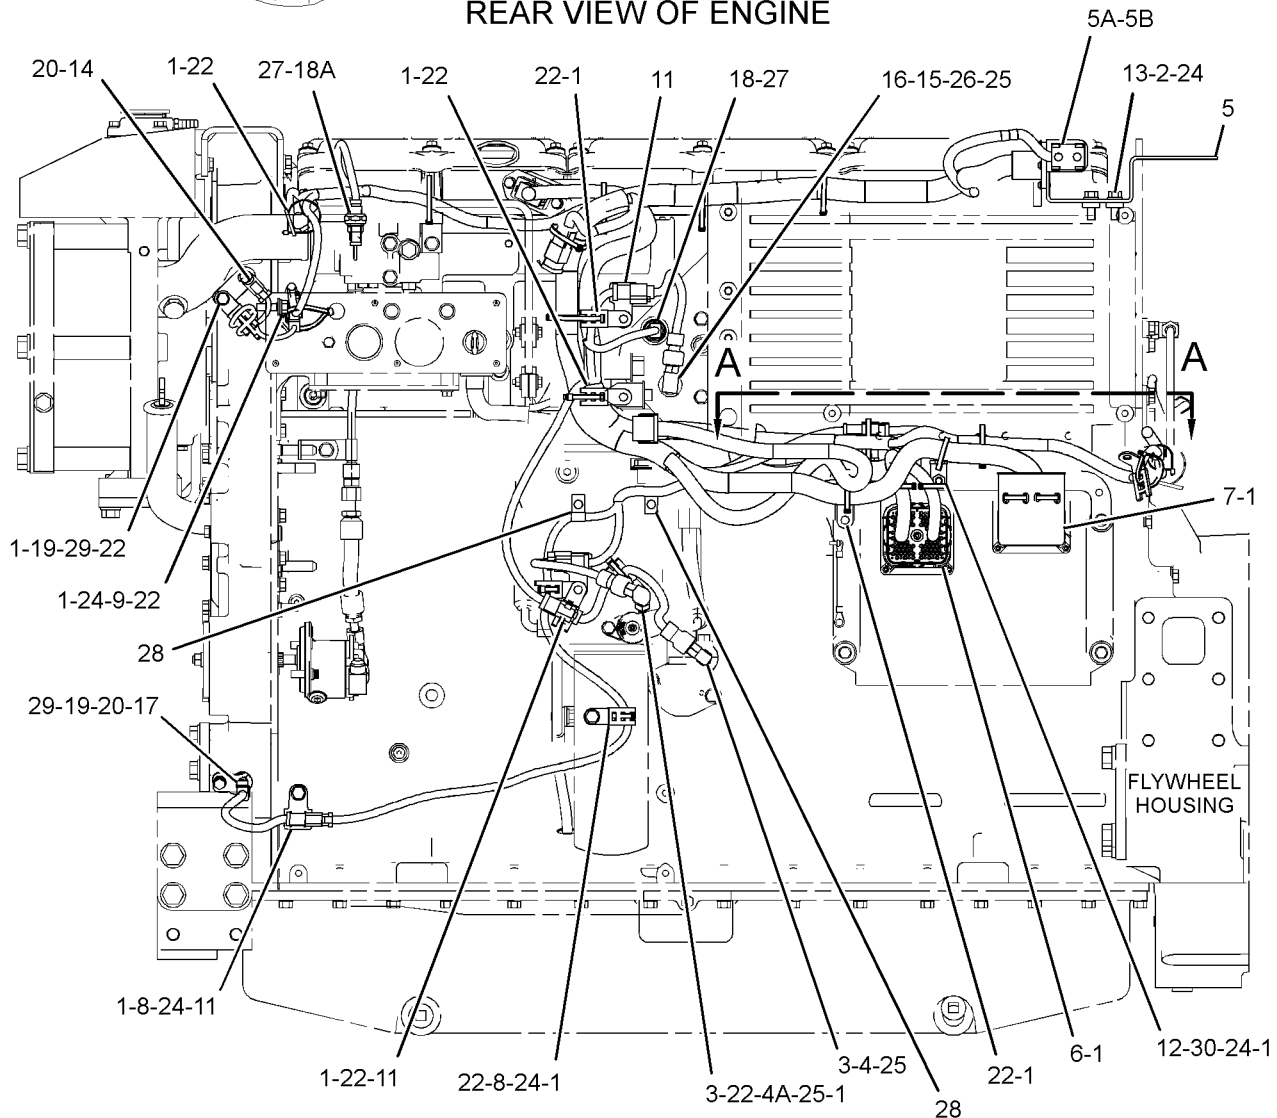 REAR VIEW OF ENGINE
5A-5B
20-14
1-22
27-18A
1-22
22-1
11
18-27
16-15-26-25
13-2-24
5
A
A
7-1
1-19-29-22
1-24-9-22
28
29-19-20-17
FLYWHEEL
HOUSING
1-8-24-11
1-22-11
22-8-24-1
3-22-4A-25-1
3-4-25
28
22-1
6-1
12-30-24-1